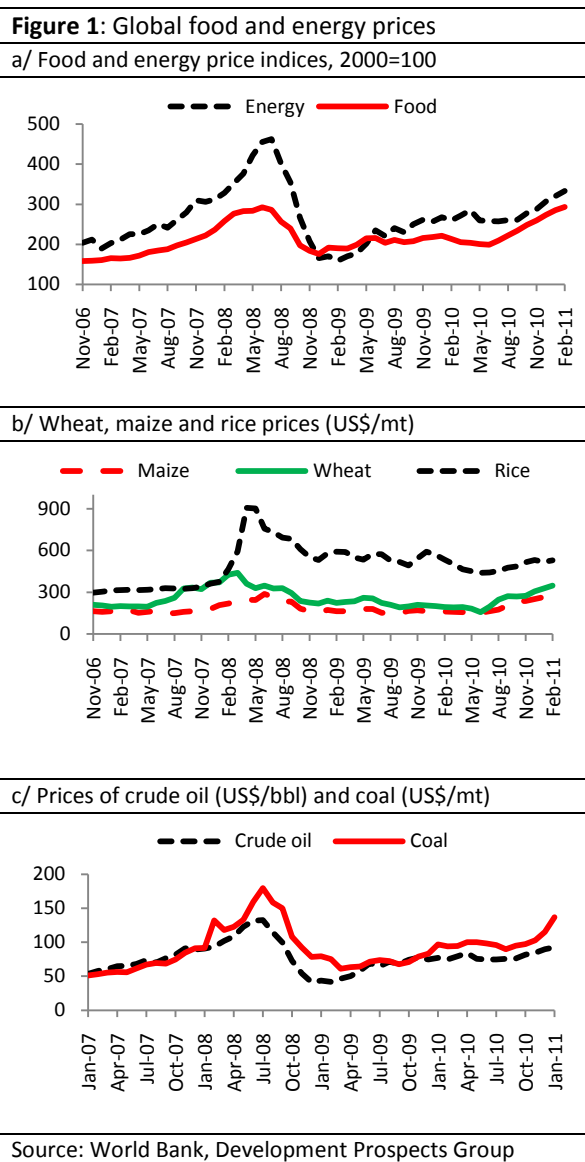 Figure 1: Global food and energy prices
a/ Food and energy price indices, 2000=100
Energy Food
500
400
300
200
100
Nov-06 Feb-07 May-07 Aug-07 Nov-07 Feb-08 May-08 Aug-08 Nov-08 Feb-09 May-09 Aug-09 Nov-09 Feb-10 May-10 Aug-10 Nov-10 Feb-11
b/ Wheat, maize and rice prices (US$/mt)
Maize Wheat Rice
900
600
300
0
Nov-06 Feb-07 May-07 Aug-07 Nov-07 Feb-08 May-08 Aug-08 Nov-08 Feb-09 May-09 Aug-09 Nov-09 Feb-10 May-10 Aug-10 Nov-10 Feb-11
c/ Prices of crude oil (US$/bbl) and coal (US$/mt)
Crude oil Coal
200
150
100
50
0
Jan-07 Apr-07 Jul-07 Oct-07 Jan-08 Apr-08 Jul-08 Oct-08 Jan-09 Apr-09 Jul-09 Oct-09 Jan-10 Apr-10 Jul-10 Oct-10 Jan-11
Source: World Bank, Development Prospects Group